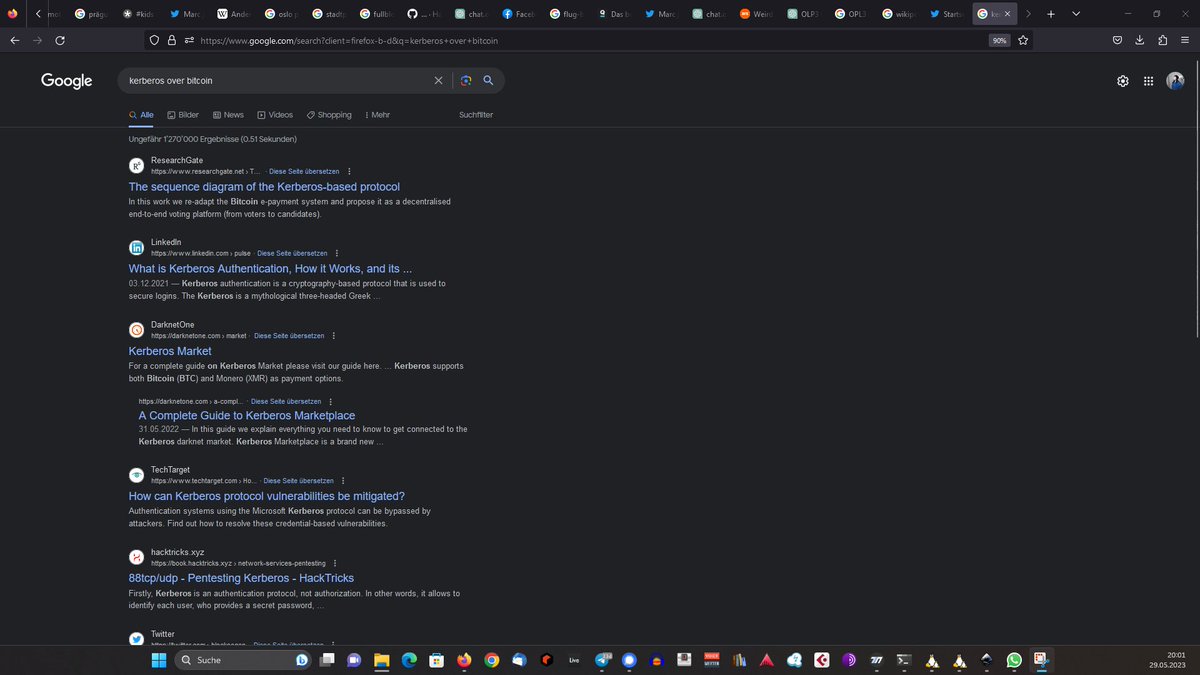 mot
prägu
#kids
Marc
Ander
oslo p
stadtp
fullble
... · Ha
chat.o
Faceb
flug-b
Das b
Marc
chat.o
Weird
OLP3
OPL3
wikip
Starts
ker
https://www.google.com/search?client=firefox-b-d&q=kerberos+over+bitcoin
90%
Google
kerberos over bitcoin
Alle
Bilder
News
Videos
Shopping
Mehr
Suchfilter
Ungefähr 1'270'000 Ergebnisse (0.51 Sekunden)
ResearchGate
https://www.researchgate.net › T... · Diese Seite übersetzen
The sequence diagram of the Kerberos-based protocol
In this work we re-adapt the Bitcoin e-payment system and propose it as a decentralised
end-to-end voting platform (from voters to candidates).
LinkedIn
https://www.linkedin.com › pulse · Diese Seite übersetzen
What is Kerberos Authentication, How it Works, and its ...
03.12.2021 — Kerberos authentication is a cryptography-based protocol that is used to
secure logins. The Kerberos is a mythological three-headed Greek ...
DarknetOne
https://darknetone.com › market · Diese Seite übersetzen
Kerberos Market
For a complete guide on Kerberos Market please visit our guide here. ... Kerberos supports
both Bitcoin (BTC) and Monero (XMR) as payment options.
https://darknetone.com › a-compl... · Diese Seite übersetzen
A Complete Guide to Kerberos Marketplace
31.05.2022 — In this guide we explain everything you need to know to get connected to the
Kerberos darknet market. Kerberos Marketplace is a brand new ...
TechTarget
https://www.techtarget.com › Ho... · Diese Seite übersetzen
How can Kerberos protocol vulnerabilities be mitigated?
Authentication systems using the Microsoft Kerberos protocol can be bypassed by
attackers. Find out how to resolve these credential-based vulnerabilities.
hacktricks.xyz
https://book.hacktricks.xyz › network-services-pentesting
88tcp/udp - Pentesting Kerberos - HackTricks
Firstly, Kerberos is an authentication protocol, not authorization. In other words, it allows to
identify each user, who provides a secret password, ...
Twitter
Suche
Live
20:01
29.05.2023